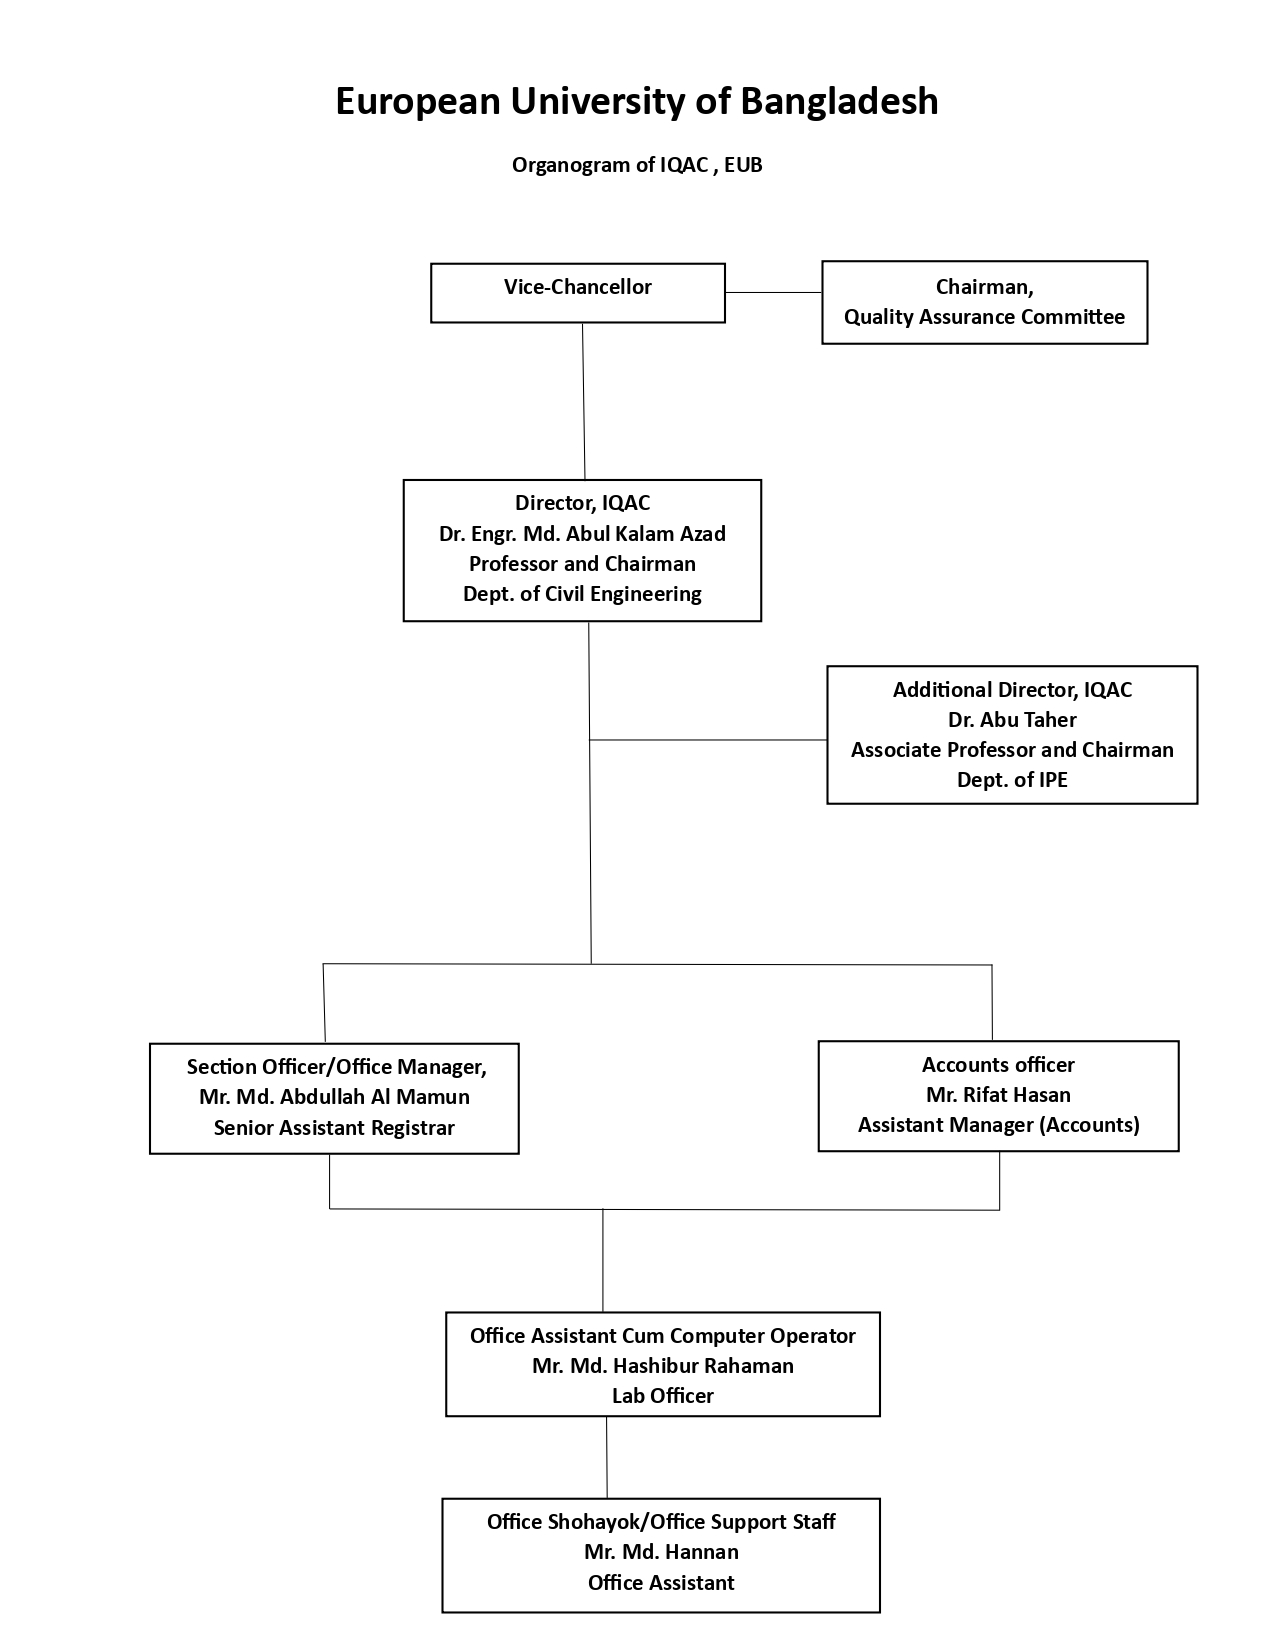 European University of Bangladesh
Organogram of IQAC , EUB
Vice-Chancellor
Chairman,
Quality Assurance Committee
Director, IQAC
Dr. Engr. Md. Abul Kalam Azad
Professor and Chairman
Dept. of Civil Engineering
Additional Director, IQAC
Dr. Abu Taher
Associate Professor and Chairman
Dept. of IPE
Section Officer/Office Manager,
Mr. Md. Abdullah Al Mamun
Senior Assistant Registrar
Accounts officer
Mr. Rifat Hasan
Assistant Manager (Accounts)
Office Assistant Cum Computer Operator
Mr. Md. Hashibur Rahaman
Lab Officer
Office Shohayok/Office Support Staff
Mr. Md. Hannan
Office Assistant